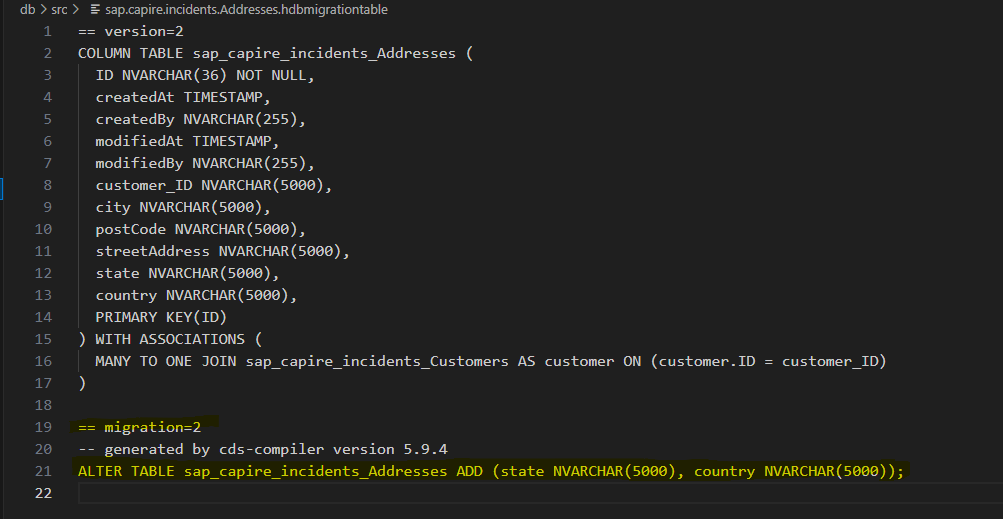 db > src > sap.capire.incidents.Addresses.hdbmigrationtable
1 == version=2
2 COLUMN TABLE sap_capire_incidents_Addresses (
3 ID NVARCHAR(36) NOT NULL,
4 createdAt TIMESTAMP,
5 createdBy NVARCHAR(255),
6 modifiedAt TIMESTAMP,
7 modifiedBy NVARCHAR(255),
8 customer_ID NVARCHAR(5000),
9 city NVARCHAR(5000),
10 postCode NVARCHAR(5000),
11 streetAddress NVARCHAR(5000),
12 state NVARCHAR(5000),
13 country NVARCHAR(5000),
14 PRIMARY KEY(ID)
15 ) WITH ASSOCIATIONS (
16 MANY TO ONE JOIN sap_capire_incidents_Customers AS customer ON (customer.ID = customer_ID)
17 )
18
19 == migration=2
20 -- generated by cds-compiler version 5.9.4
21 ALTER TABLE sap_capire_incidents_Addresses ADD (state NVARCHAR(5000), country NVARCHAR(5000));
22